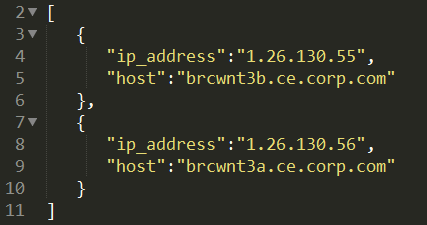 2 [
3 {
4 "ip_address":"1.26.130.55",
5 "host":"brcwnt3b.ce.corp.com"
6 },
7 {
8 "ip_address":"1.26.130.56",
9 "host":"brcwnt3a.ce.corp.com"
10 }
11 ]